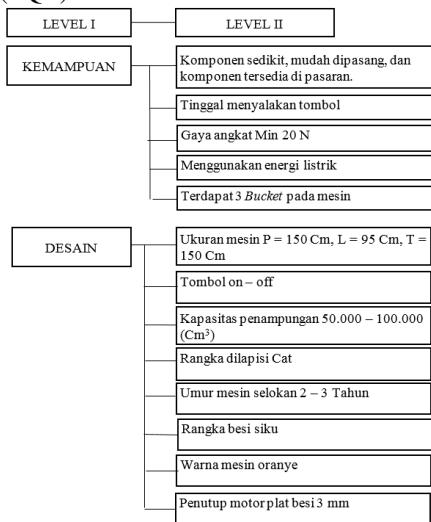 LEVEL I
LEVEL II
KEMAMPUAN
Komponen sedikit, mudah dipasang, dan
komponen tersedia di pasaran.
Tinggal menyalakan tombol
Gaya angkat Min 20 N
Menggunakan energi listrik
Terdapat 3 Bucket pada mesin
DESAIN
Ukuran mesin P = 150 Cm, L = 95 Cm, T =
150 Cm
Tombol on – off
Kapasitas penampungan 50.000 – 100.000
(Cm³)
Rangka dilapisi Cat
Umur mesin selokan 2 – 3 Tahun
Rangka besi siku
Warna mesin oranye
Penutup motor plat besi 3 mm